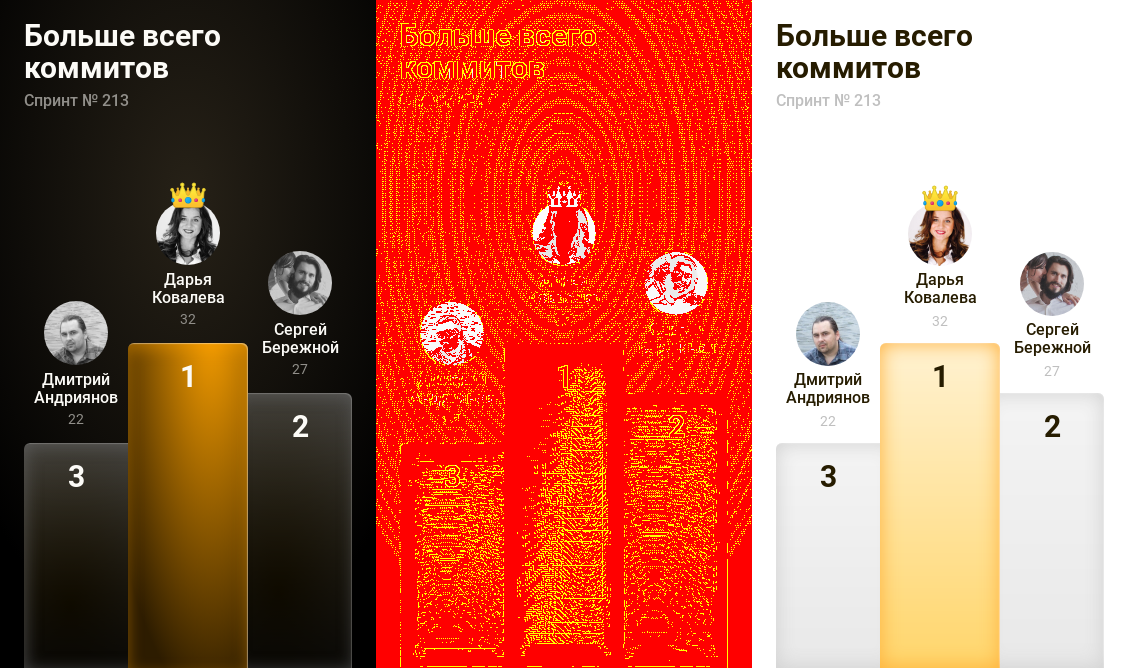 Больше всего
коммитов
Спринт № 213
Дарья
Ковалева
32
Сергей
Бережной
27
Дмитрий
Андриянов
22
1
2
3
Больше всего
коммитов
1
2
3
Больше всего
коммитов
Спринт № 213
Дарья
Ковалева
32
Сергей
Бережной
27
Дмитрий
Андриянов
22
1
2
3